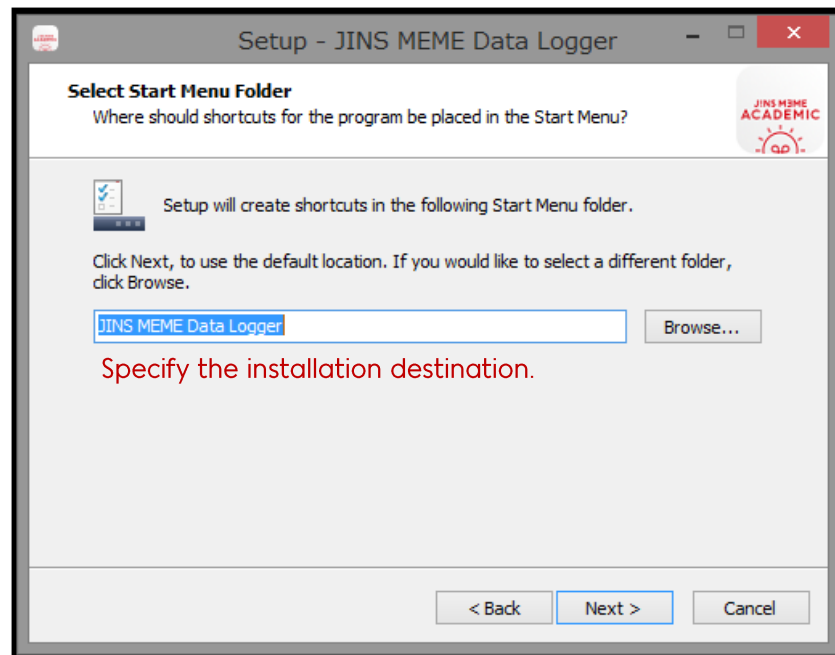 Setup - JINS MEME Data Logger
Select Start Menu Folder
Where should shortcuts for the program be placed in the Start Menu?
JINS MEME
ACADEMIC
Setup will create shortcuts in the following Start Menu folder.
Click Next, to use the default location. If you would like to select a different folder,
click Browse.
JINS MEME Data Logger
Browse...
Specify the installation destination.
< Back
Next >
Cancel